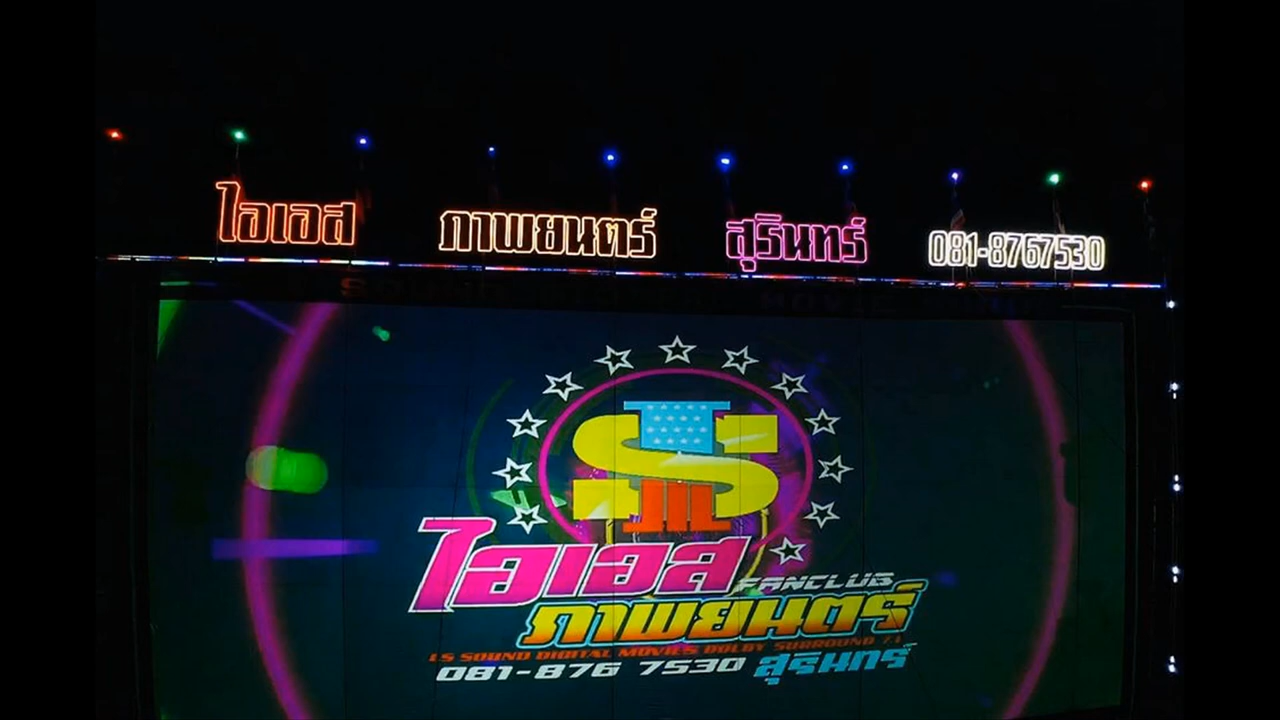 ไอเอส ภาพยนตร์ สุรินทร์ 081-8767530
IS
ไอเอส FANCLUB
ภาพยนตร์
I.S SOUND DIGITAL MOVIES DOLBY SURROUND 7.1
081-876 7530 สุรินทร์